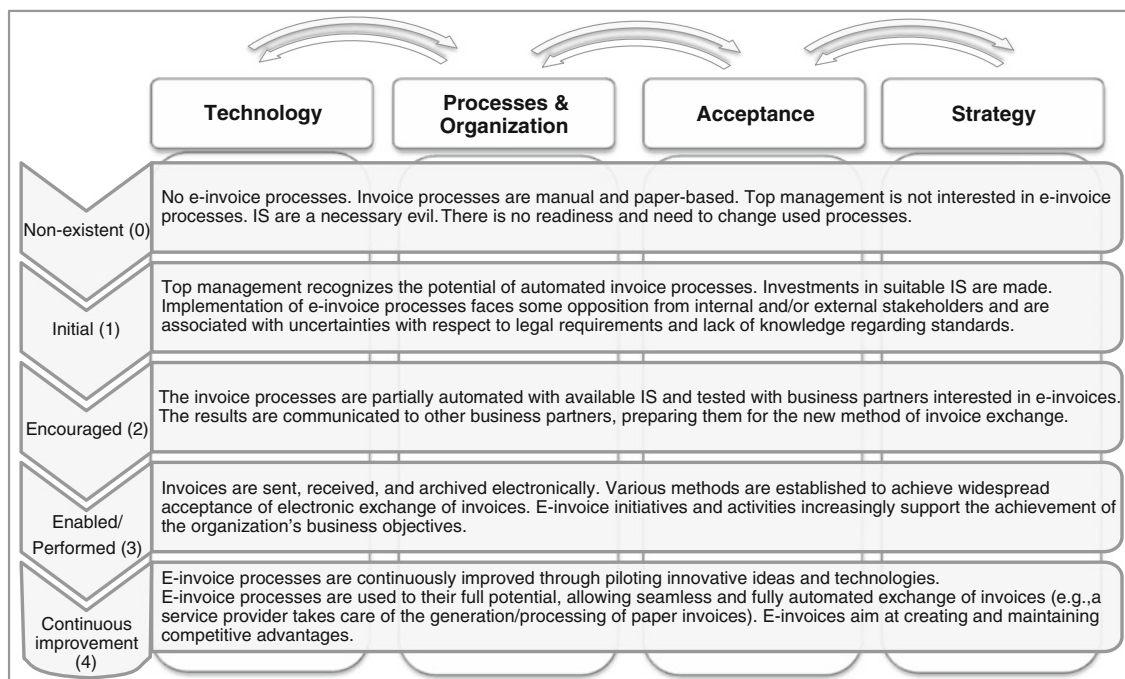 Technology
Processes &
Organization
Acceptance
Strategy
Non-existent (0)
No e-invoice processes. Invoice processes are manual and paper-based. Top management is not interested in e-invoice
processes. IS are a necessary evil. There is no readiness and need to change used processes.
Initial (1)
Top management recognizes the potential of automated invoice processes. Investments in suitable IS are made.
Implementation of e-invoice processes faces some opposition from internal and/or external stakeholders and are
associated with uncertainties with respect to legal requirements and lack of knowledge regarding standards.
Encouraged (2)
The invoice processes are partially automated with available IS and tested with business partners interested in e-invoices.
The results are communicated to other business partners, preparing them for the new method of invoice exchange.
Enabled/
Performed (3)
Invoices are sent, received, and archived electronically. Various methods are established to achieve widespread
acceptance of electronic exchange of invoices. E-invoice initiatives and activities increasingly support the achievement of
the organization's business objectives.
Continuous
improvement
(4)
E-invoice processes are continuously improved through piloting innovative ideas and technologies.
E-invoice processes are used to their full potential, allowing seamless and fully automated exchange of invoices (e.g.,a
service provider takes care of the generation/processing of paper invoices). E-invoices aim at creating and maintaining
competitive advantages.